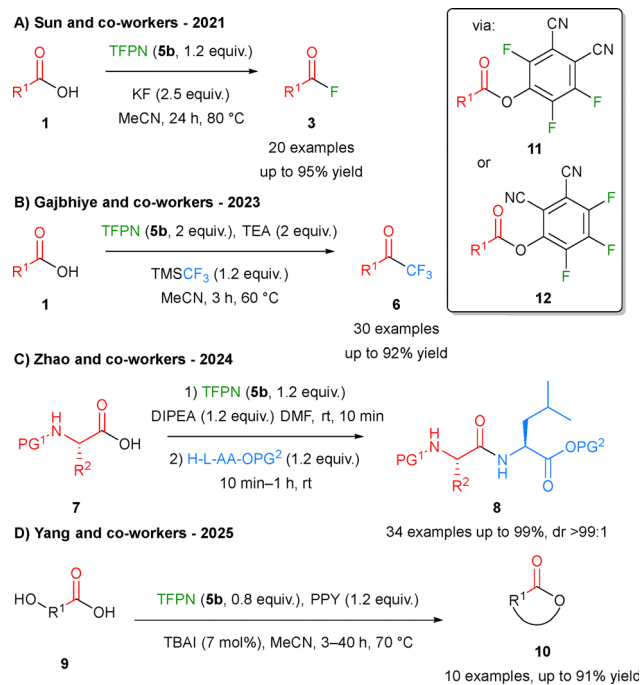 A) Sun and co-workers - 2021
O
R1
OH
1
TFPN (5b, 1.2 equiv.)
KF (2.5 equiv.)
MeCN, 24 h, 80 °C
O
R1
F
3
20 examples
up to 95% yield
via:
CN
F
CN
O
R1
O
F
F
11
or
CN
NC
F
O
R1
O
F
F
12
B) Gajbhiye and co-workers - 2023
O
R1
OH
1
TFPN (5b, 2 equiv.), TEA (2 equiv.)
TMSCF3 (1.2 equiv.)
MeCN, 3 h, 60 °C
O
R1
CF3
6
30 examples
up to 92% yield
C) Zhao and co-workers - 2024
H
N
O
PG1
OH
R2
7
1) TFPN (5b, 1.2 equiv.)
DIPEA (1.2 equiv.) DMF, rt, 10 min
2) H-L-AA-OPG2 (1.2 equiv.)
10 min–1 h, rt
H
N
O
PG1
R2
N
H
OPG2
O
8
34 examples up to 99%, dr >99:1
D) Yang and co-workers - 2025
O
HO
R1
OH
9
TFPN (5b, 0.8 equiv.), PPY (1.2 equiv.)
TBAI (7 mol%), MeCN, 3–40 h, 70 °C
O
R1
O
10
10 examples, up to 91% yield